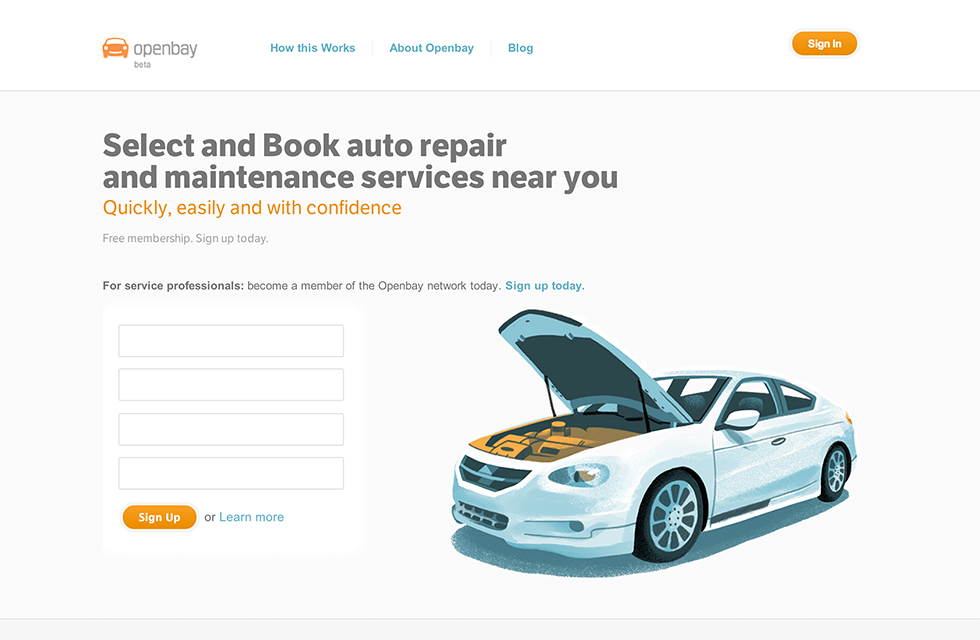 openbay
beta
How this Works
About Openbay
Blog
Sign In
Select and Book auto repair
and maintenance services near you
Quickly, easily and with confidence
Free membership. Sign up today.
For service professionals: become a member of the Openbay network today. Sign up today.
Sign Up or Learn more